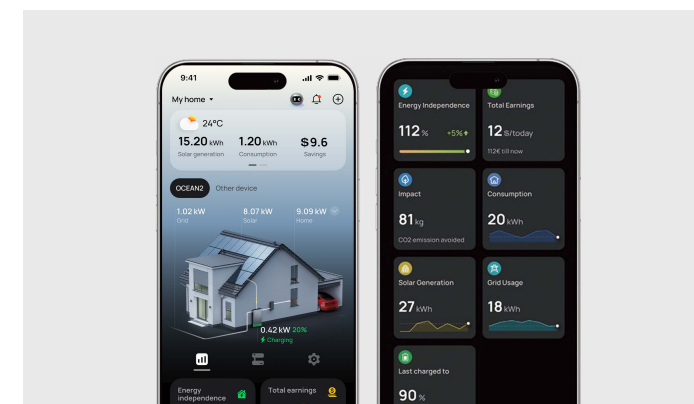 9:41
My home
24°C
15.20 kWh
1.20 kWh
$9.6
Solar generation
Consumption
Savings
OCEAN2
Other device
1.02 kW
8.07 kW
9.09 kW
Grid
Solar
Home
0.42 kW 20%
Charging
Energy independence
Total earnings
Energy Independence
Total Earnings
112 %
+5%
12 $/today
112€ till now
Impact
Consumption
81 kg
20 kWh
CO2 emission avoided
Solar Generation
Grid Usage
27 kWh
18 kWh
Last charged to
90 %